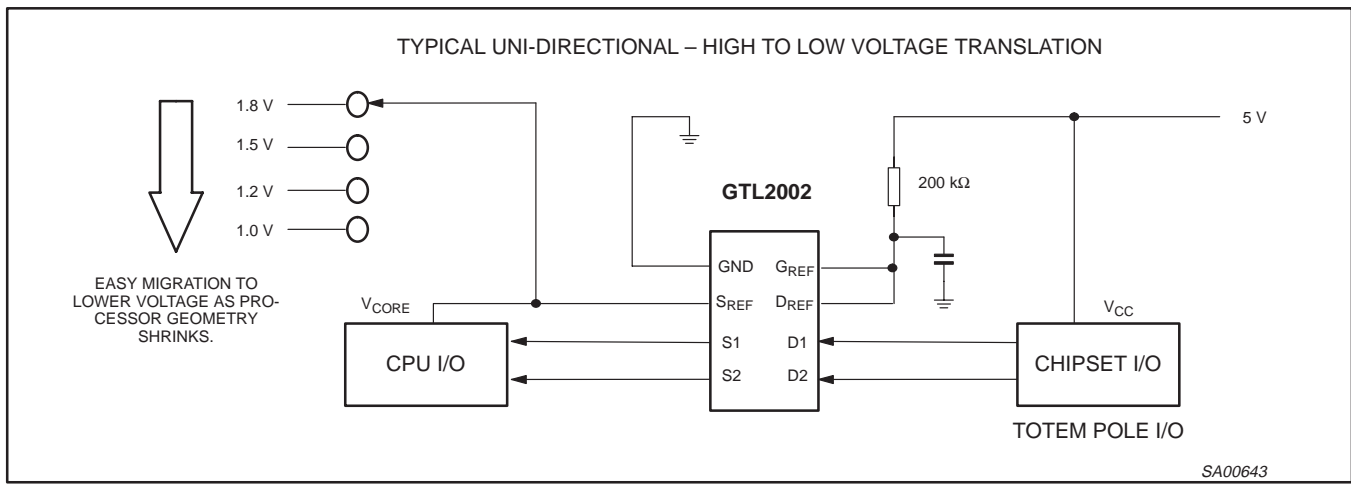 TYPICAL UNI-DIRECTIONAL – HIGH TO LOW VOLTAGE TRANSLATION
1.8 V
1.5 V
1.2 V
1.0 V
EASY MIGRATION TO
LOWER VOLTAGE AS PRO-
CESSOR GEOMETRY
SHRINKS.
5 V
200 kΩ
GTL2002
GND
GREF
SREF
DREF
S1
D1
S2
D2
VCORE
CPU I/O
VCC
CHIPSET I/O
TOTEM POLE I/O
SA00643